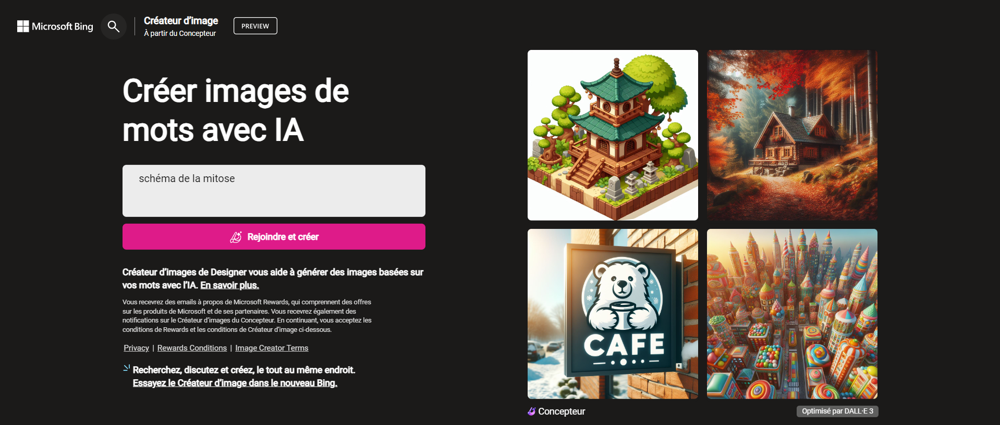 Microsoft Bing
Créateur d’image
À partir du Concepteur
PREVIEW
Créer images de
mots avec IA
schéma de la mitose
Rejoindre et créer
Créateur d’images de Designer vous aide à générer des images basées sur
vos mots avec l’IA. En savoir plus.
Vous recevrez des emails à propos de Microsoft Rewards, qui comprennent des offres
sur les produits de Microsoft et de ses partenaires. Vous recevrez également des
notifications sur le Créateur d’images du Concepteur. En continuant, vous acceptez les
conditions de Rewards et les conditions de Créateur d’image ci-dessous.
Privacy | Rewards Conditions | Image Creator Terms
Recherchez, discutez et créez, le tout au même endroit.
Essayez le Créateur d’image dans le nouveau Bing.
CAFE
Concepteur
Optimisé par DALL·E 3